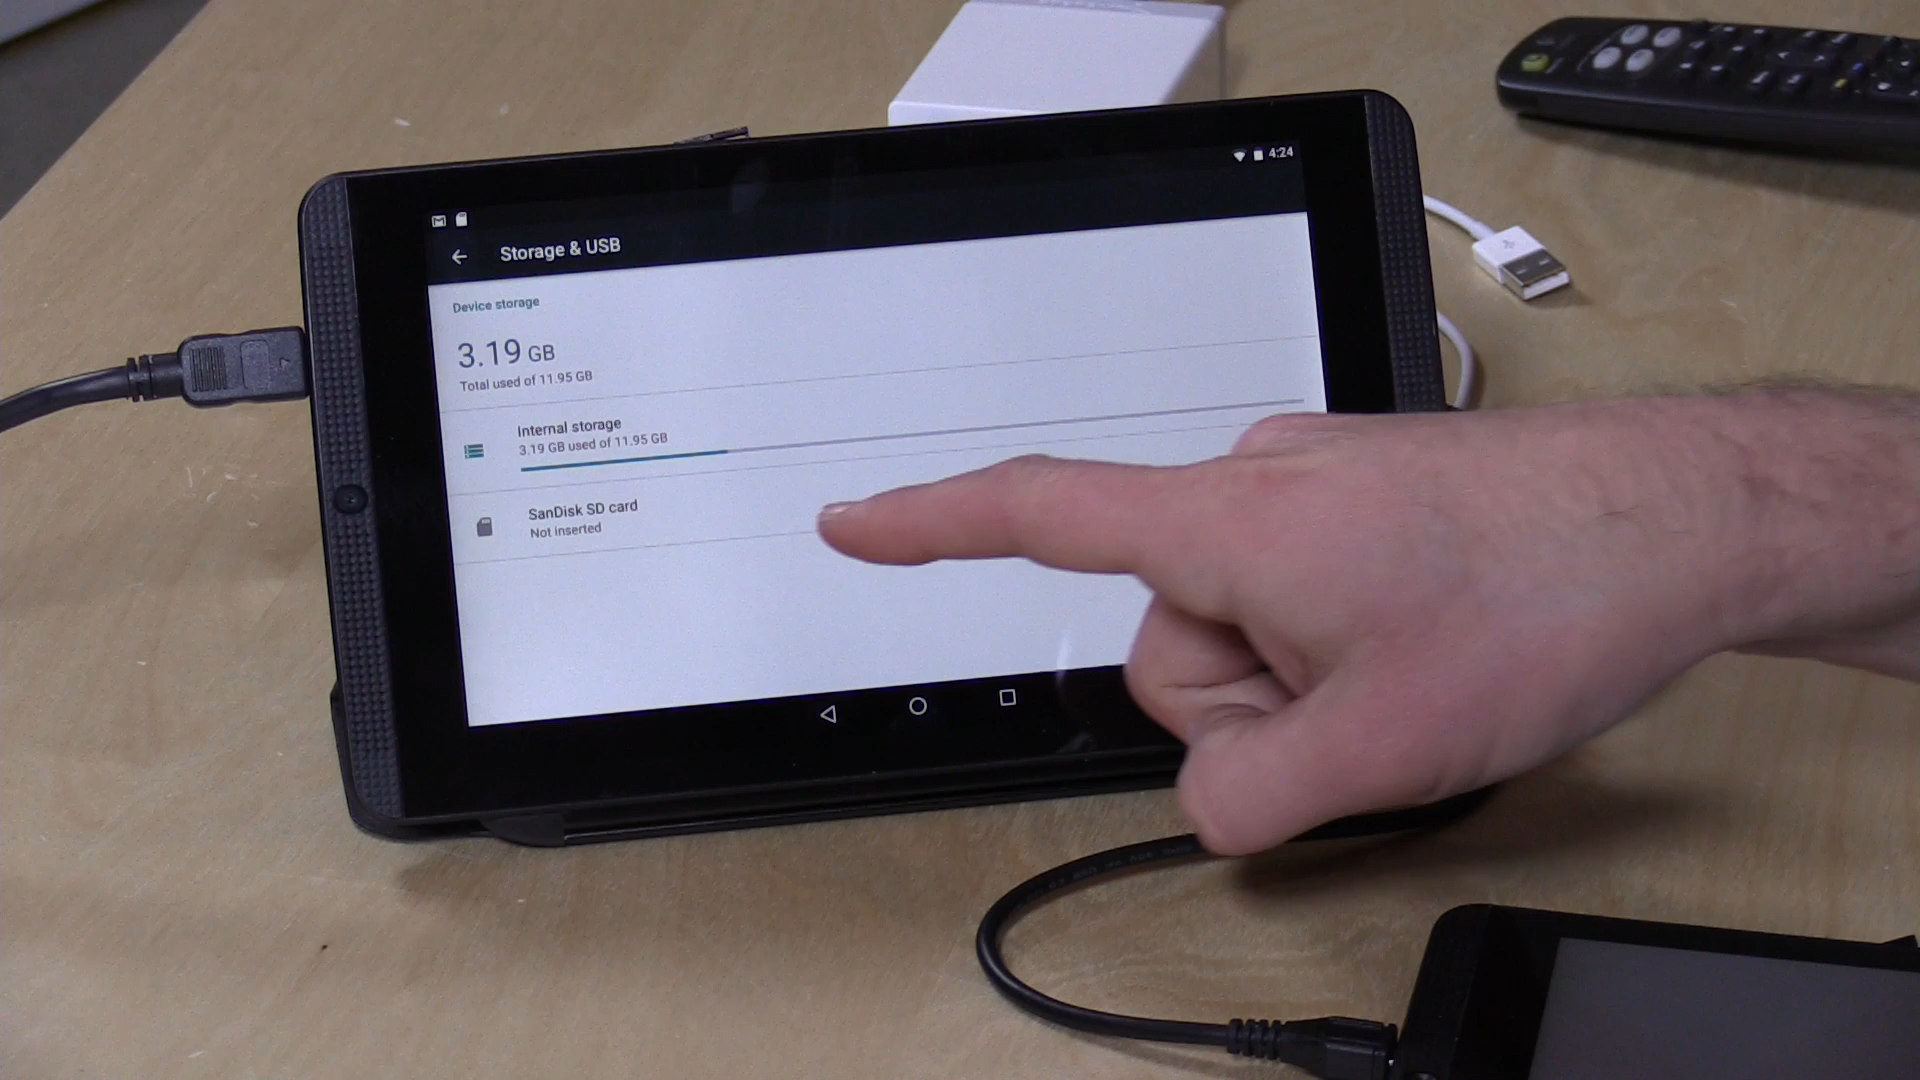 4:24
Storage & USB
Device storage
3.19 GB
Total used of 11.95 GB
Internal storage
3.19 GB used of 11.95 GB
SanDisk SD card
Not inserted